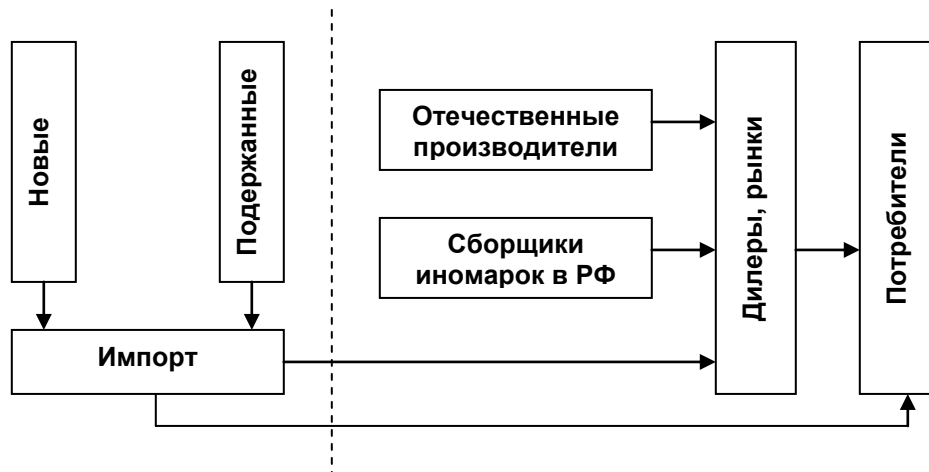 Новые
Подержанные
Импорт
Отечественные
производители
Сборщики
иномарок в РФ
Дилеры, рынки
Потребители